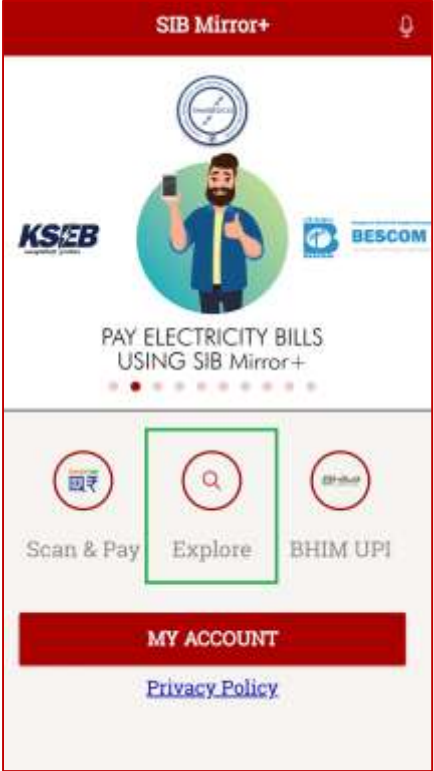 SIB Mirror+
KSEB
BESCOM
PAY ELECTRICITY BILLS
USING SIB Mirror+
Scan & Pay
Explore
BHIM UPI
MY ACCOUNT
Privacy Policy